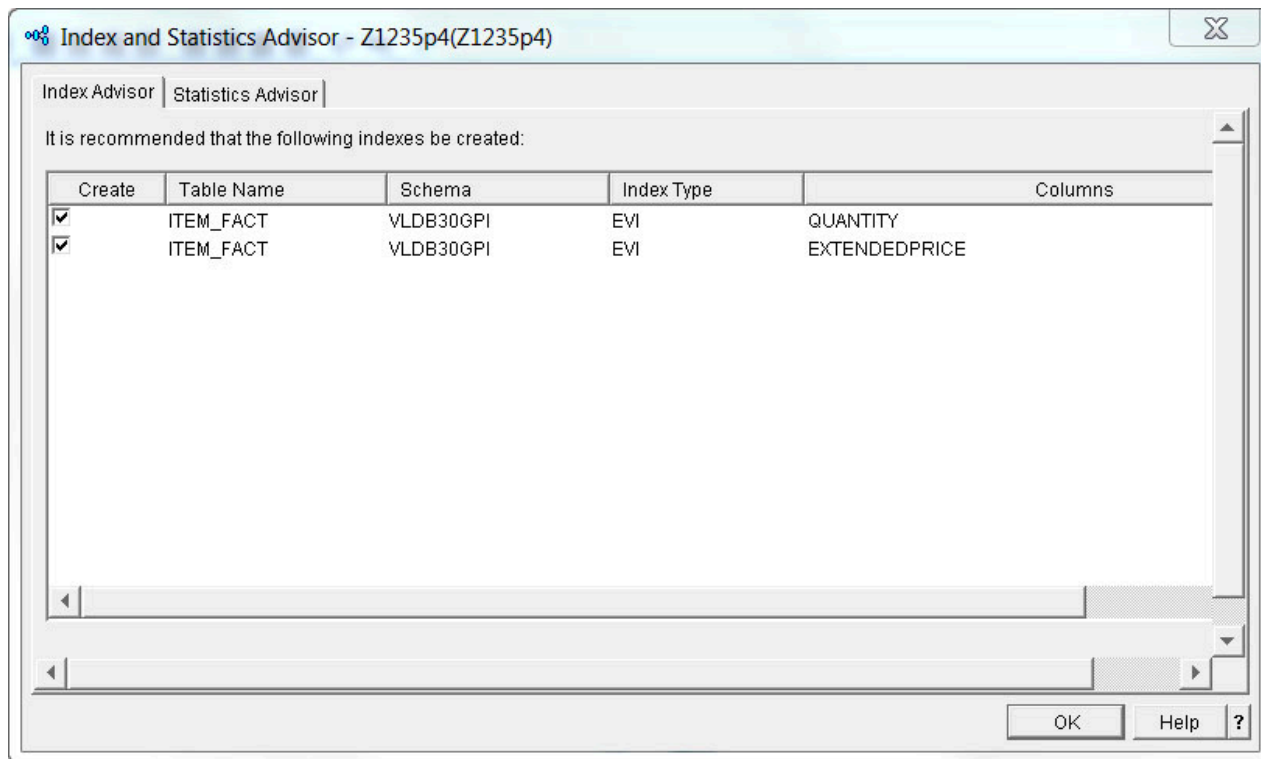 Index and Statistics Advisor - Z1235p4(Z1235p4)
Index Advisor Statistics Advisor
It is recommended that the following indexes be created:
Create Table Name Schema Index Type Columns
ITEM_FACT VLDB30GPI EVI QUANTITY
ITEM_FACT VLDB30GPI EVI EXTENDEDPRICE
OK Help ?